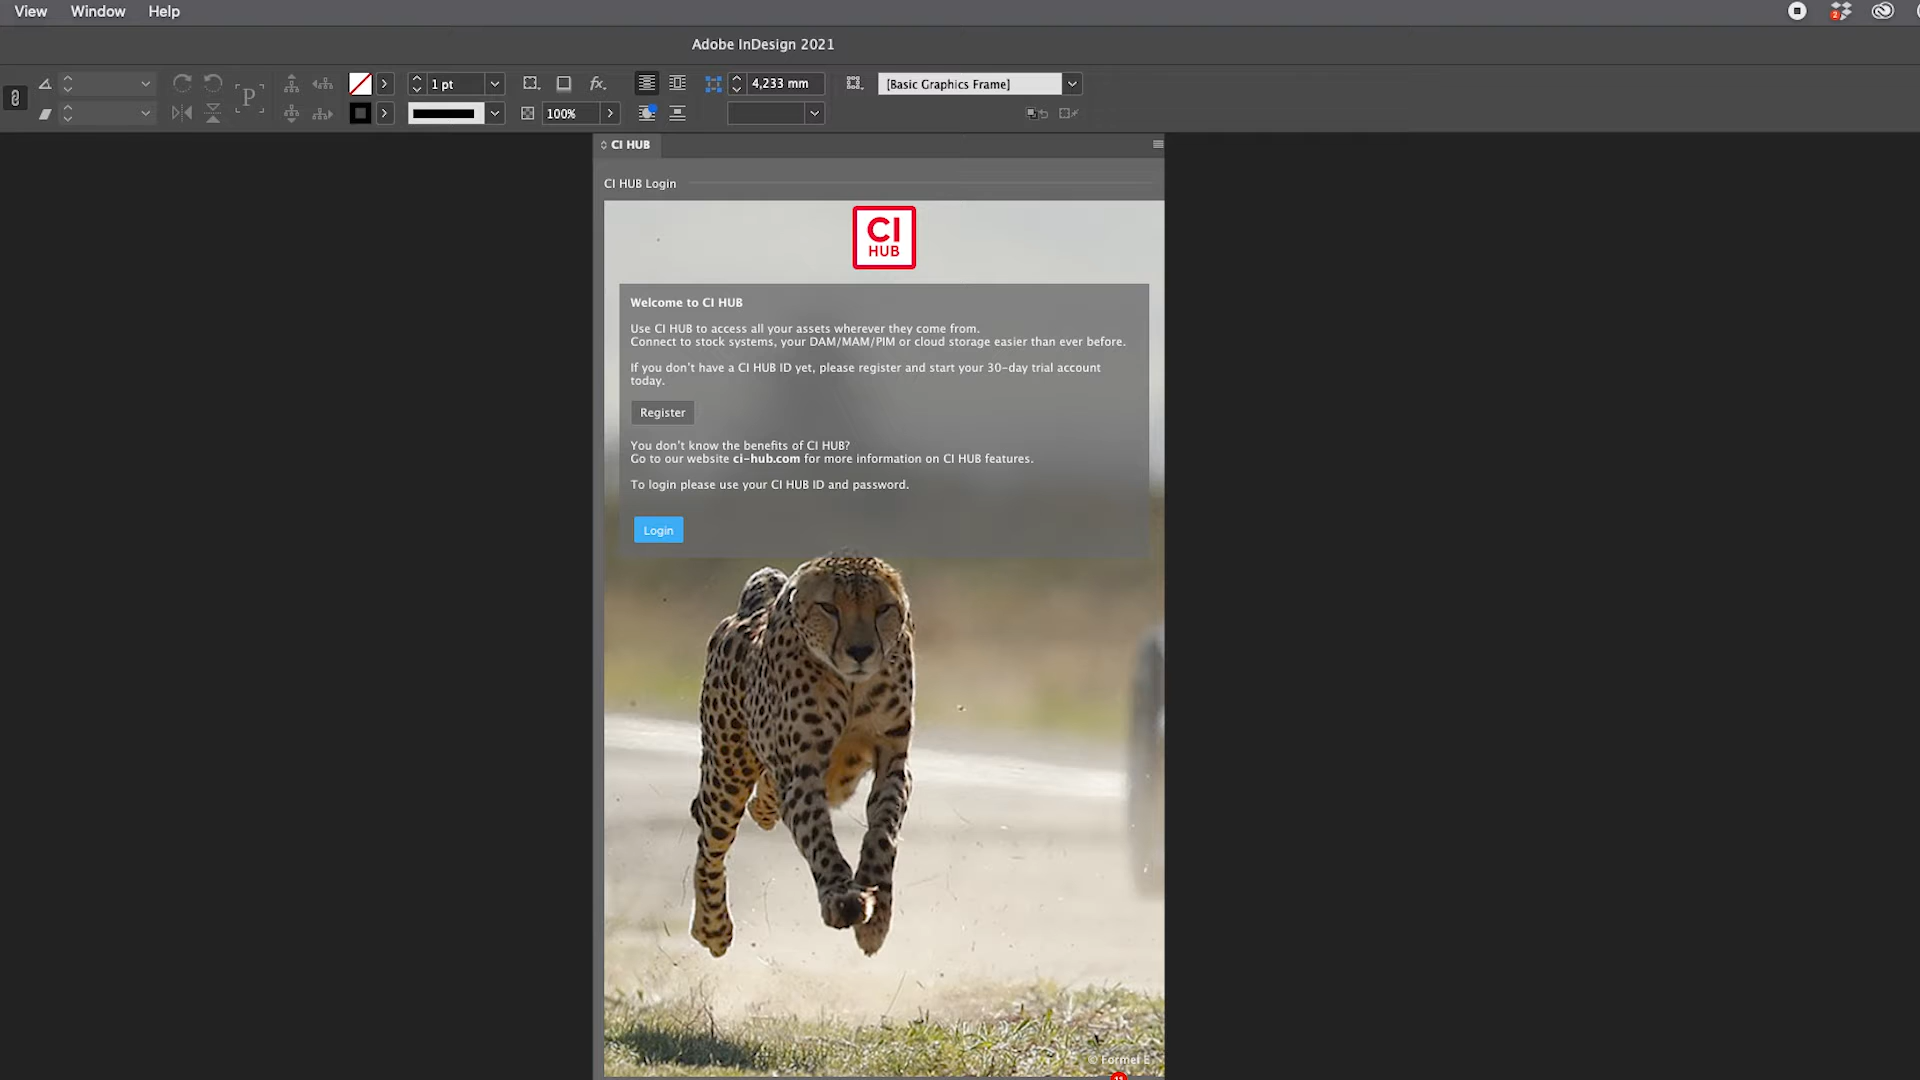 View Window Help
2
Adobe InDesign 2021
1 pt
fx.
4,233 mm
[Basic Graphics Frame]
P
100%
CI HUB
CI HUB Login
CI
HUB
Welcome to CI HUB
Use CI HUB to access all your assets wherever they come from.
Connect to stock systems, your DAM/MAM/PIM or cloud storage easier than ever before.
If you don't have a CI HUB ID yet, please register and start your 30-day trial account
today.
Register
You don't know the benefits of CI HUB?
Go to our website ci-hub.com for more information on CI HUB features.
To login please use your CI HUB ID and password.
Login
© Formel E